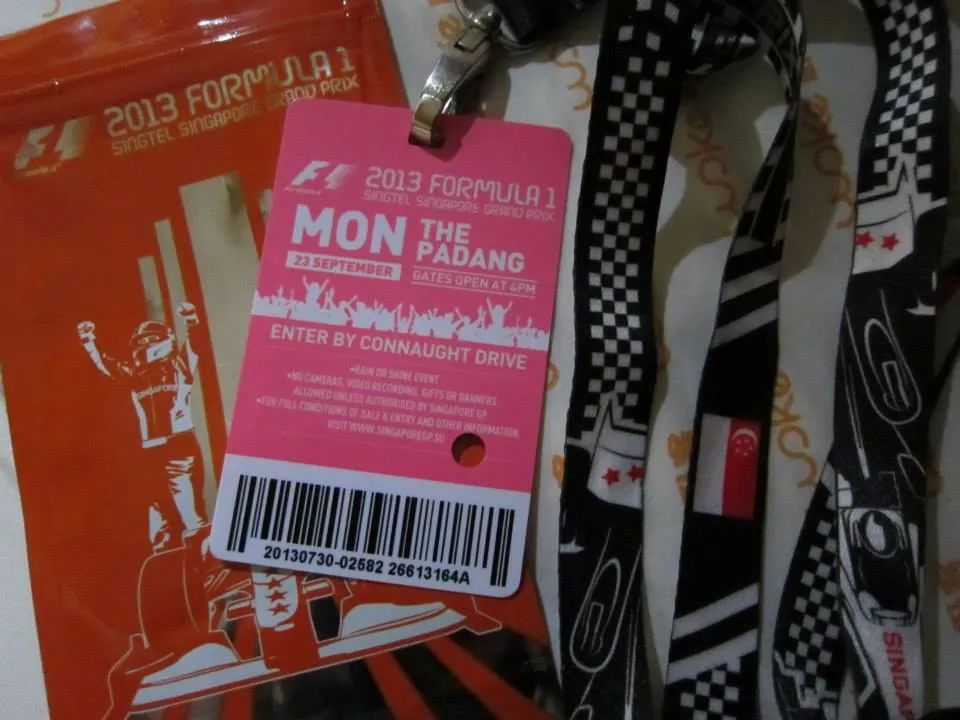 2013 FORMULA 1
SINGTEL SINGAPORE GRAND PRIX
F1
SINGAPORE
F1
2013 FORMULA 1
SINGTEL SINGAPORE GRAND PRIX
MON
23 SEPTEMBER
THE
PADANG
GATES OPEN AT 4PM
ENTER BY CONNAUGHT DRIVE
•RAIN OR SHINE EVENT
•NO CAMERAS, VIDEO RECORDING, GIFTS OR BANNERS
ALLOWED UNLESS AUTHORISED BY SINGAPORE GP
•FOR FULL CONDITIONS OF SALE & ENTRY AND OTHER INFORMATION,
VISIT WWW.SINGAPOREGP.SG
20130730-02582 26613164A
SINGAP